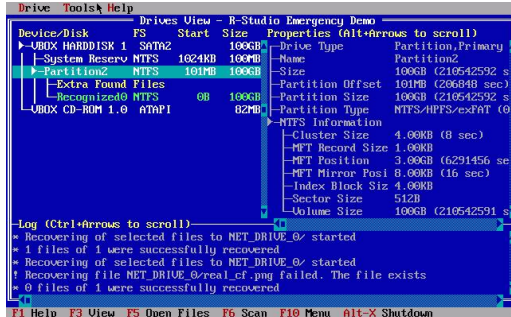 Drive Tools Help
Drives View - R-Studio Emergency Demo
Device/Disk FS Start Size Properties (Alt+Arrows to scroll)
VBOX HARDDISK 1 SATA2 100GB Drive Type Partition,Primary
System Reserv NTFS 1024KB 100MB Name Partition2
Partition2 NTFS 101MB 100GB Size 100GB (210542592 s
Extra Found Files Partition Offset 101MB (206848 sec)
Recognized0 NTFS 0B 100GB Partition Size 100GB (210542592 s
VBOX CD-ROM 1.0 ATAPI 82MB Partition Type NTFS/HPFS/exFAT (0
NTFS Information
Cluster Size 4.00KB (8 sec)
MFT Record Size 1.00KB
MFT Position 3.00GB (6291456 se
MFT Mirror Posi 8.00KB (16 sec)
Index Block Siz 4.00KB
Sector Size 512B
Volume Size 100GB (210542591 s
Log (Ctrl+Arrows to scroll)
* Recovering of selected files to NET_DRIVE_0/ started
* 1 files of 1 were successfully recovered
* Recovering of selected files to NET_DRIVE_0/ started
! Recovering file NET_DRIVE_0/real_cf.png failed. The file exists
* 0 files of 1 were successfully recovered
F1 Help F3 View F5 Open Files F6 Scan F10 Menu Alt-X Shutdown